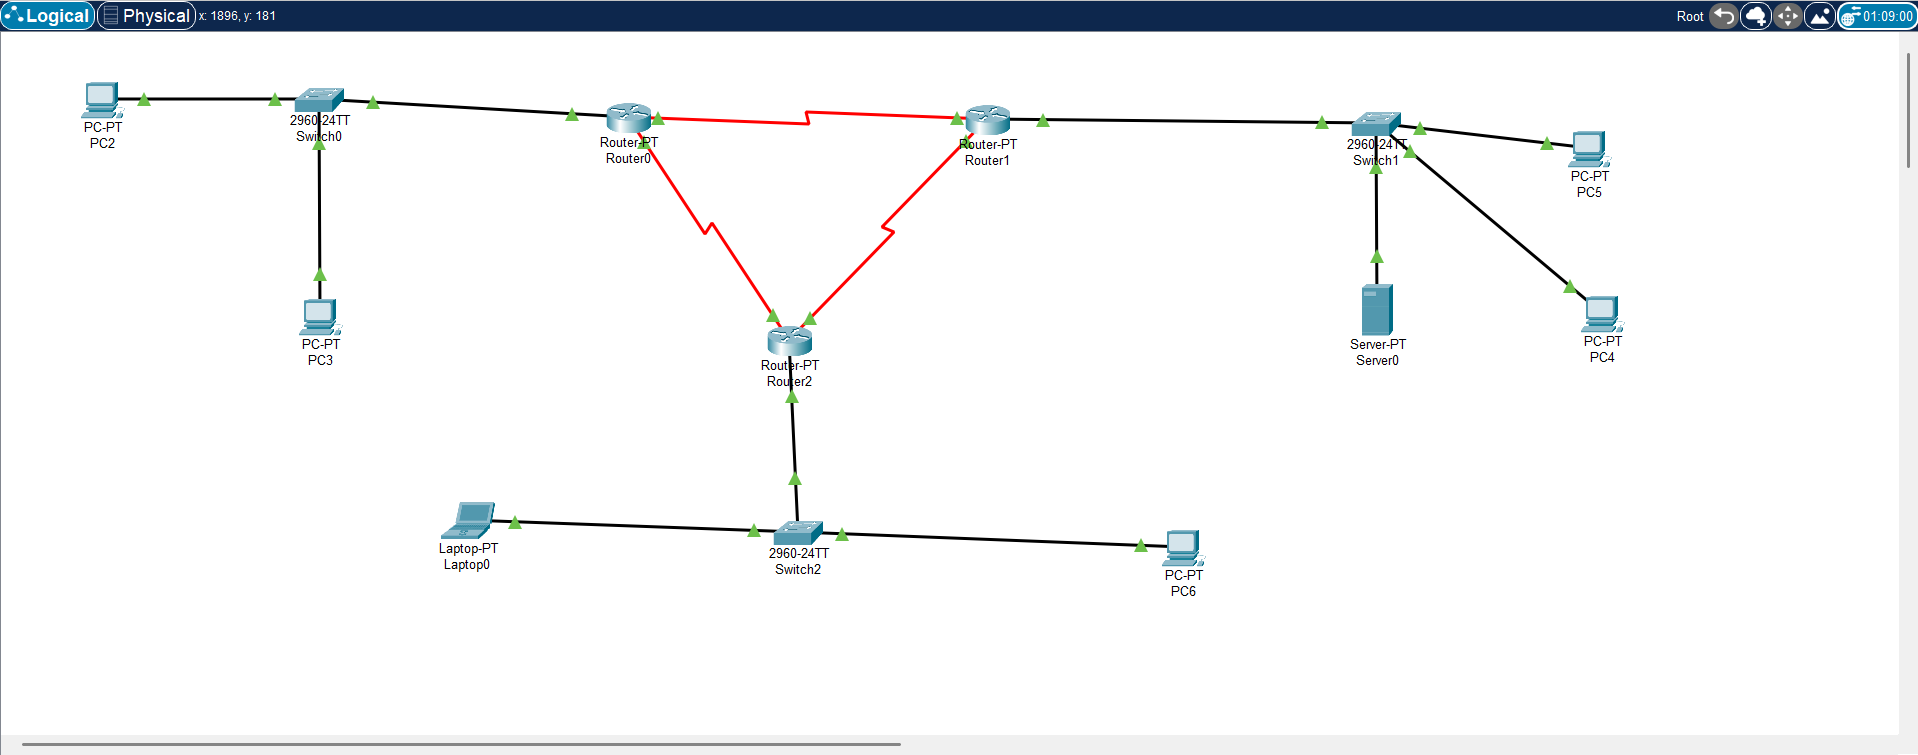 Logical
Physical
x: 1896, y: 181
Root
01:09:00
PC-PT
PC2
2960-24TT
Switch0
Router-PT
Router0
Router-PT
Router1
2960-24TT
Switch1
PC-PT
PC5
PC-PT
PC3
Router-PT
Router2
Server-PT
Server0
PC-PT
PC4
Laptop-PT
Laptop0
2960-24TT
Switch2
PC-PT
PC6